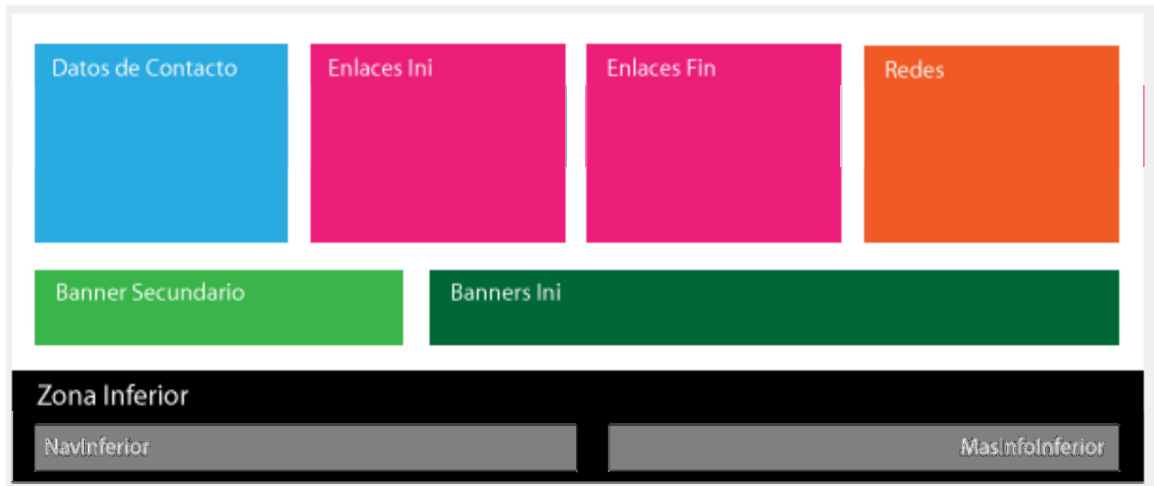 Datos de Contacto
Enlaces Ini
Enlaces Fin
Redes
Banner Secundario
Banners Ini
Zona Inferior
NavInferior
MasInfoInferior